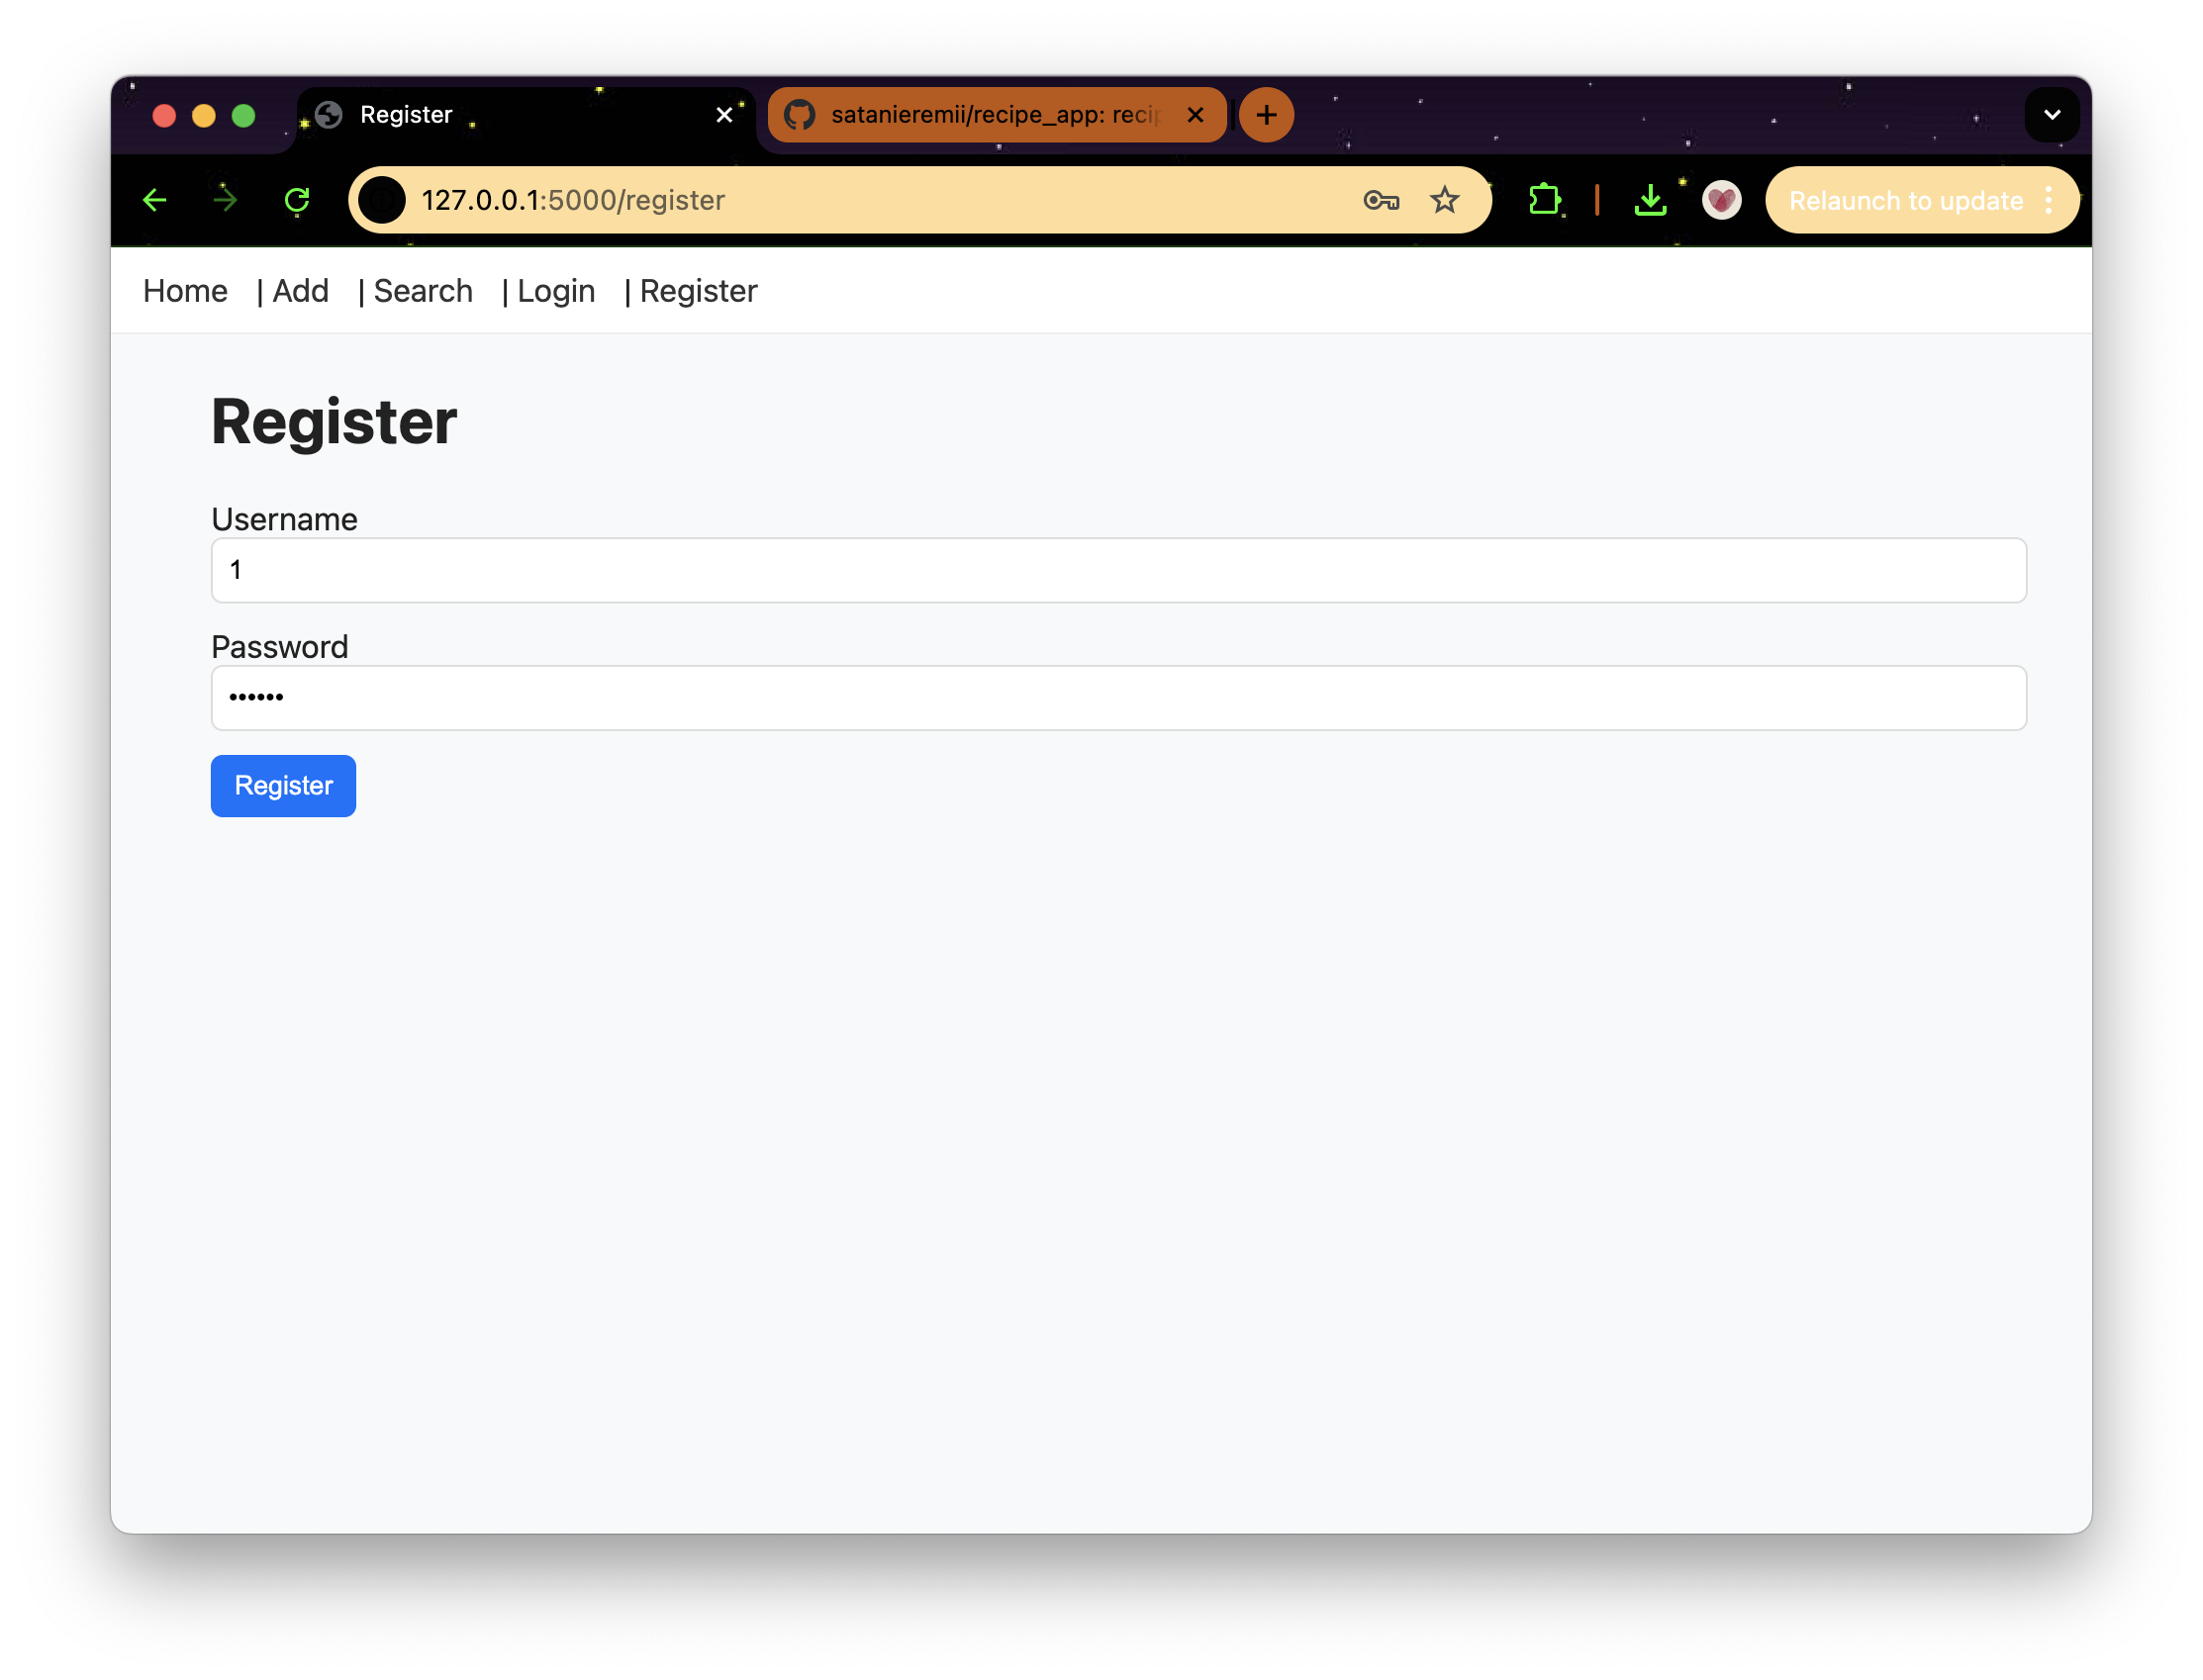 Register
satanieremii/recipe_app: recip
127.0.0.1:5000/register
Relaunch to update
Home | Add | Search | Login | Register
Register
Username
1
Password
••••••
Register